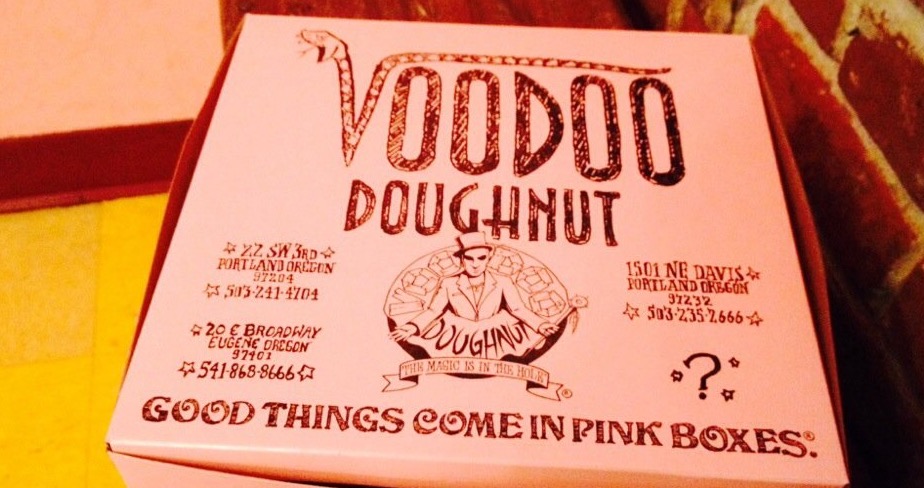 VOODOO
DOUGHNUT
22 SW 3RD
PORTLAND OREGON
97204
503-241-4704
20 E BROADWAY
EUGENE OREGON
97401
541-868-8666
DOUGHNUT
THE MAGIC IS IN THE HOLE
®
1501 NE DAVIS
PORTLAND OREGON
97232
503-235-2666
?
GOOD THINGS COME IN PINK BOXES.®